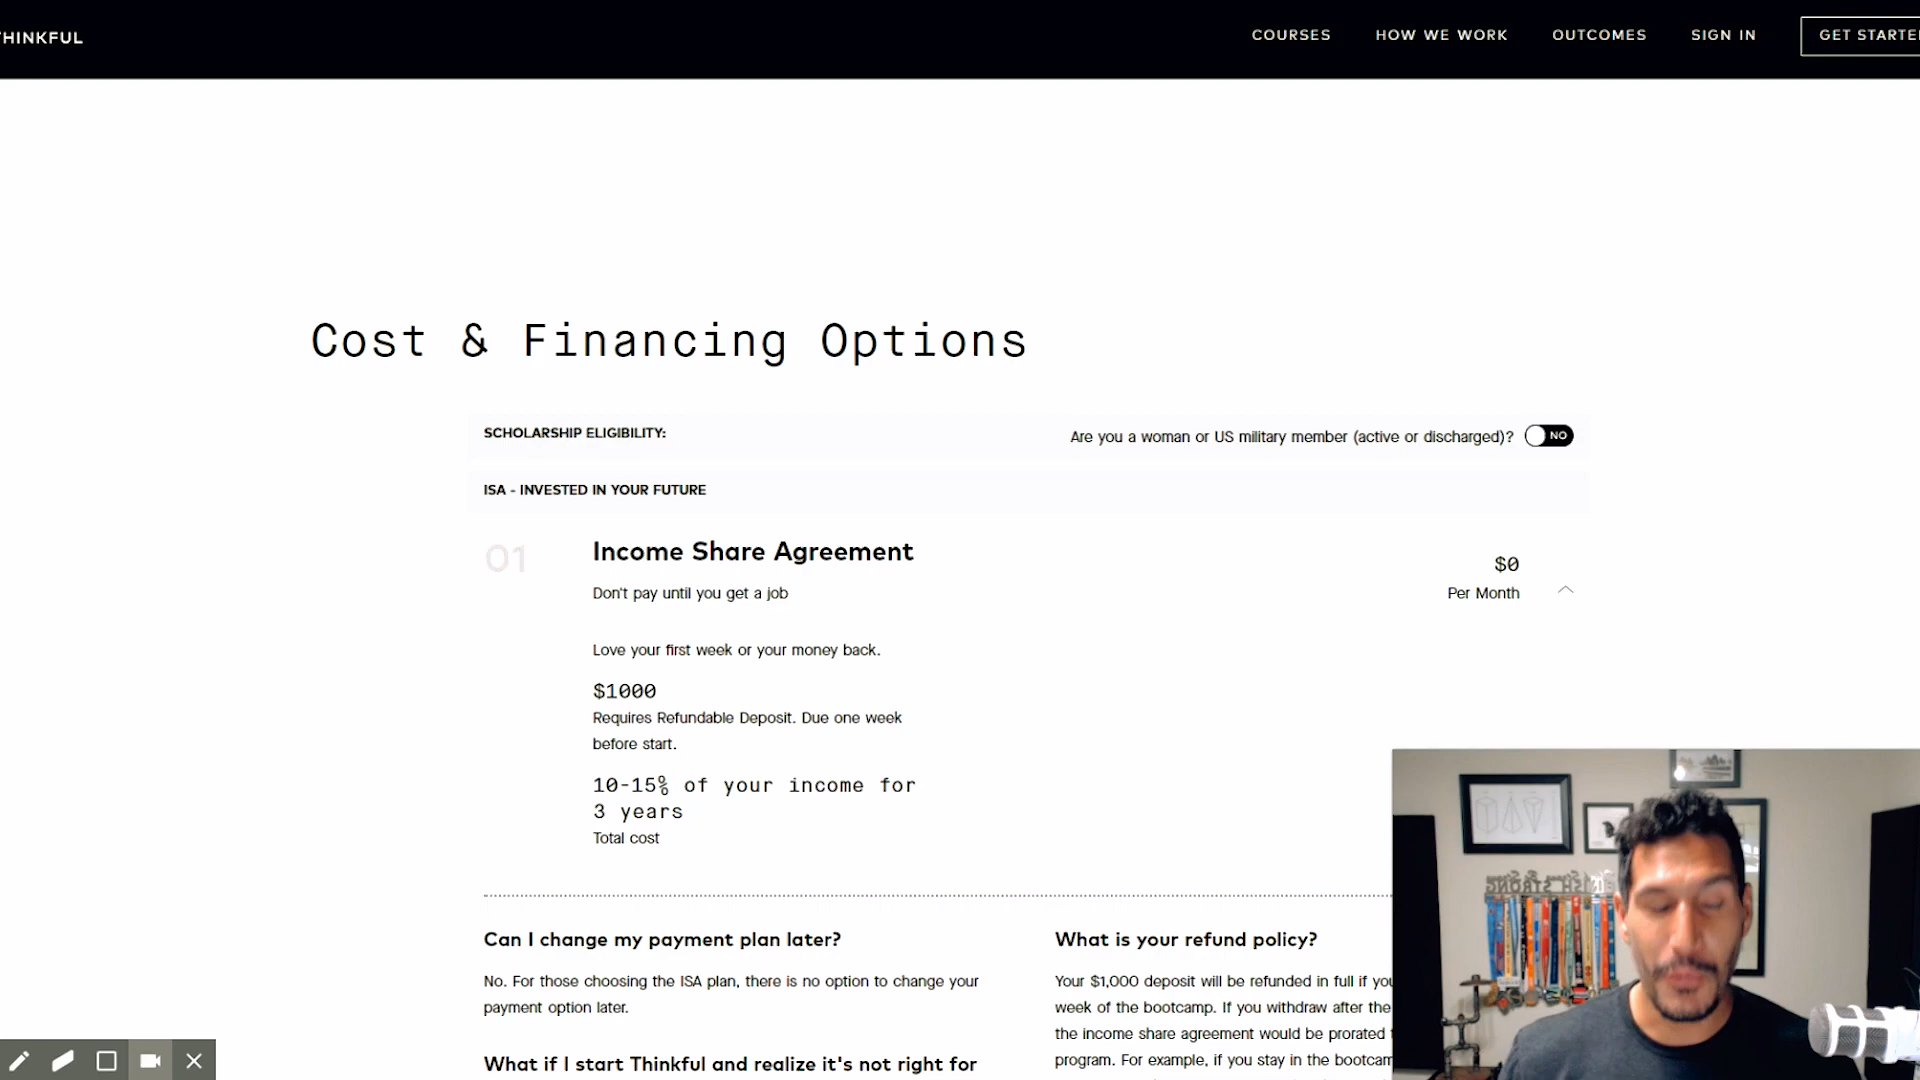 THINKFUL
COURSES
HOW WE WORK
OUTCOMES
SIGN IN
GET STARTE
Cost & Financing Options
SCHOLARSHIP ELIGIBILITY:
Are you a woman or US military member (active or discharged)?
NO
ISA - INVESTED IN YOUR FUTURE
01
Income Share Agreement
$0
Don't pay until you get a job
Per Month
Love your first week or your money back.
$1000
Requires Refundable Deposit. Due one week
before start.
10-15% of your income for
3 years
Total cost
Can I change my payment plan later?
No. For those choosing the ISA plan, there is no option to change your
payment option later.
What if I start Thinkful and realize it's not right for
What is your refund policy?
Your $1,000 deposit will be refunded in full if you
week of the bootcamp. If you withdraw after the
the income share agreement would be prorated
program. For example, if you stay in the bootcam